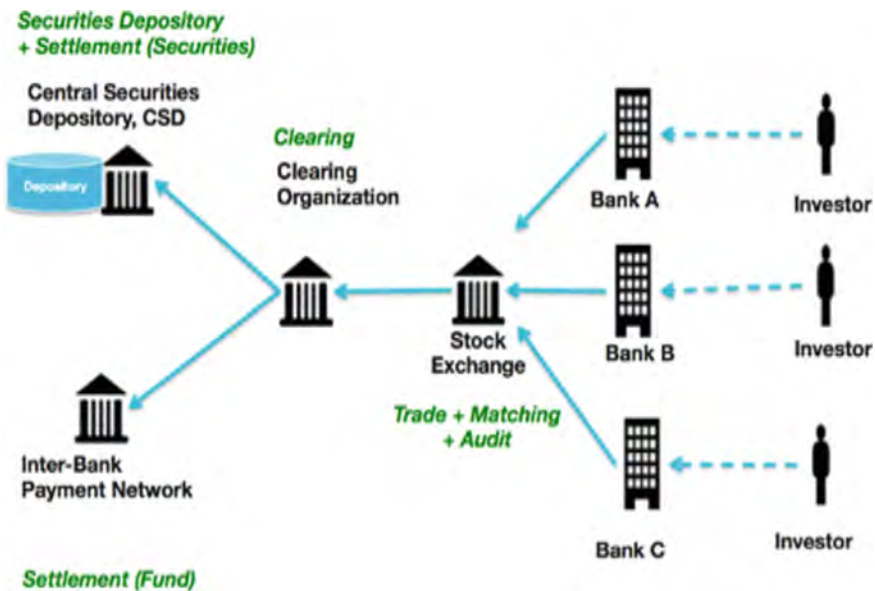 Securities Depository
+ Settlement (Securities)
Central Securities
Depository, CSD
Depository
Clearing
Clearing
Organization
Bank A
Investor
Stock
Exchange
Bank B
Investor
Trade + Matching
+ Audit
Inter-Bank
Payment Network
Bank C
Investor
Settlement (Fund)